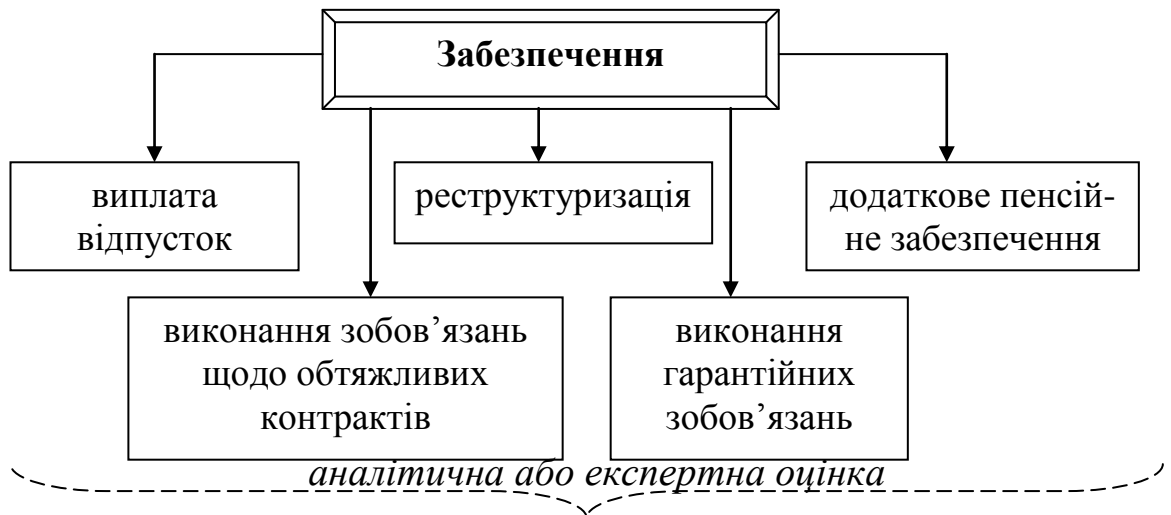 Забезпечення
виплата
відпусток
реструктуризація
додаткове пенсій-
не забезпечення
виконання зобов’язань
щодо обтяжливих
контрактів
виконання
гарантійних
зобов’язань
аналітична або експертна оцінка